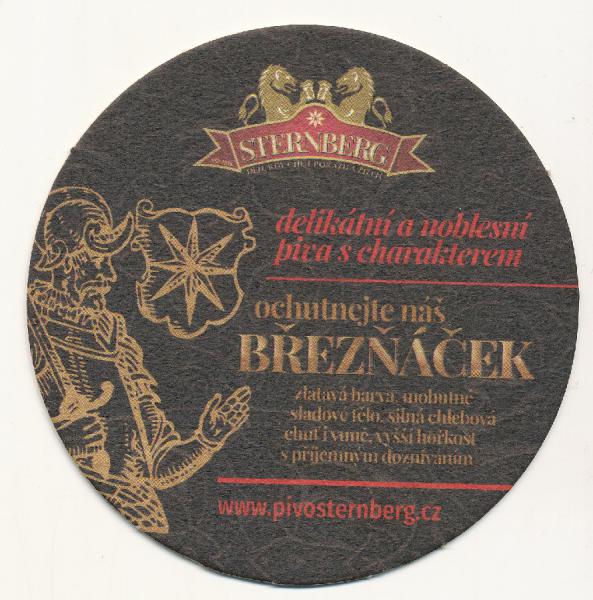 STERNBERG
delikátní a noblesní
piva s charakterem
ochutnejte náš
BŘEZŇÁČEK
zlatavá barva, mohutné
sladové tělo, silná chlebová
chuť i vůně, vyšší hořkost
s příjemným dozníváním
www.pivosternberg.cz